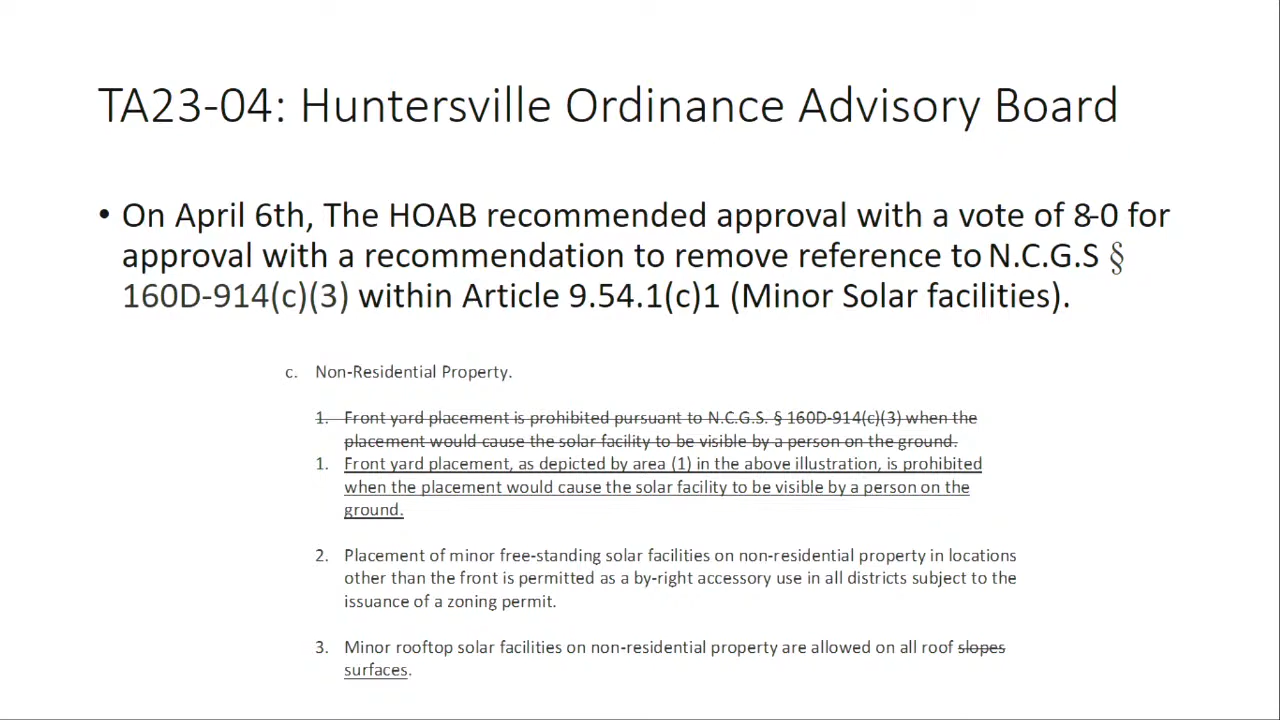 TA23-04: Huntersville Ordinance Advisory Board
• On April 6th, The HOAB recommended approval with a vote of 8-0 for
approval with a recommendation to remove reference to N.C.G.S §
160D-914(c)(3) within Article 9.54.1(c)1 (Minor Solar facilities).
c. Non-Residential Property.
1. Front yard placement is prohibited pursuant to N.C.G.S. § 160D-914(c)(3) when the
placement would cause the solar facility to be visible by a person on the ground.
1. Front yard placement, as depicted by area (1) in the above illustration, is prohibited
when the placement would cause the solar facility to be visible by a person on the
ground.
2. Placement of minor free-standing solar facilities on non-residential property in locations
other than the front is permitted as a by-right accessory use in all districts subject to the
issuance of a zoning permit.
3. Minor rooftop solar facilities on non-residential property are allowed on all roof slopes
surfaces.